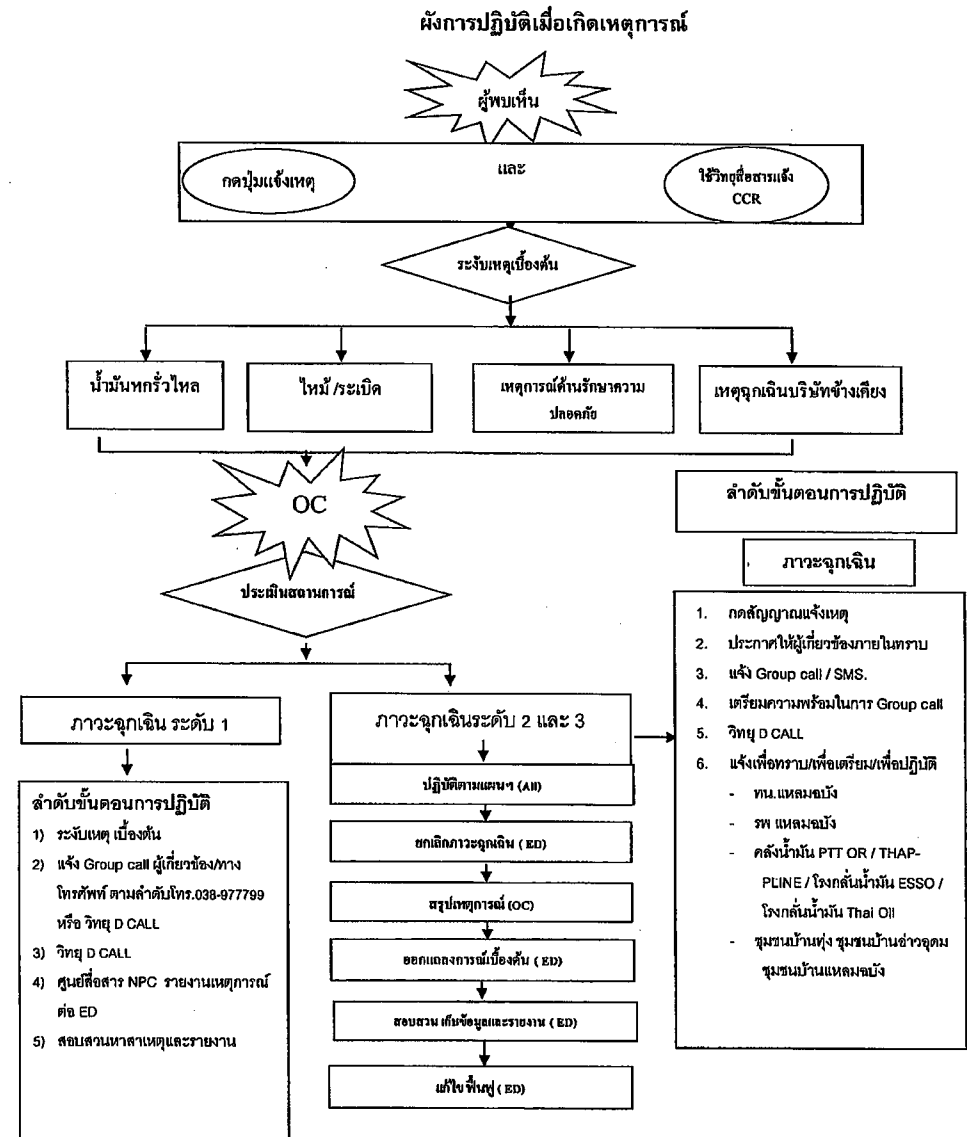 ผังการปฏิบัติเมื่อเกิดเหตุการณ์
ผู้พบเห็น
กดปุ่มแจ้งเหตุ
และ
ใช้วิทยุสื่อสารแจ้ง
CCR
ระงับเหตุเบื้องต้น
น้ำมันหกรั่วไหล
ไหม้ /ระเบิด
เหตุการณ์ด้านรักษาความ
ปลอดภัย
เหตุฉุกเฉินบริษัทข้างเคียง
OC
ประเมินสถานการณ์
ภาวะฉุกเฉิน ระดับ 1
ลำดับขั้นตอนการปฏิบัติ
1) ระงับเหตุ เบื้องต้น
2) แจ้ง Group call ผู้เกี่ยวข้อง/ทาง
โทรศัพท์ ตามลำดับโทร.038-977799
หรือ วิทยุ D CALL
3) วิทยุ D CALL
4) ศูนย์สื่อสาร NPC รายงานเหตุการณ์
ต่อ ED
5) สอบสวนหาสาเหตุและรายงาน
ภาวะฉุกเฉินระดับ 2 และ 3
ปฏิบัติตามแผนฯ (All)
ยกเลิกภาวะฉุกเฉิน ( ED)
สรุปเหตุการณ์ (OC)
ออกแถลงการณ์เบื้องต้น ( ED)
สอบสวน เก็บข้อมูลและรายงาน ( ED)
แก้ไข ฟื้นฟู ( ED)
ลำดับขั้นตอนการปฏิบัติ
ภาวะฉุกเฉิน
1. กดสัญญาณแจ้งเหตุ
2. ประกาศให้ผู้เกี่ยวข้องภายในทราบ
3. แจ้ง Group call / SMS.
4. เตรียมความพร้อมในการ Group call
5. วิทยุ D CALL
6. แจ้งเพื่อทราบ/เพื่อเตรียม/เพื่อปฏิบัติ
- ทน.แหลมฉบัง
- รพ แหลมฉบัง
- คลังน้ำมัน PTT OR / THAP-
PLINE / โรงกลั่นน้ำมัน ESSO /
โรงกลั่นน้ำมัน Thai Oil
- ชุมชนบ้านทุ่ง ชุมชนบ้านอ่าวอุดม
ชุมชนบ้านแหลมฉบัง